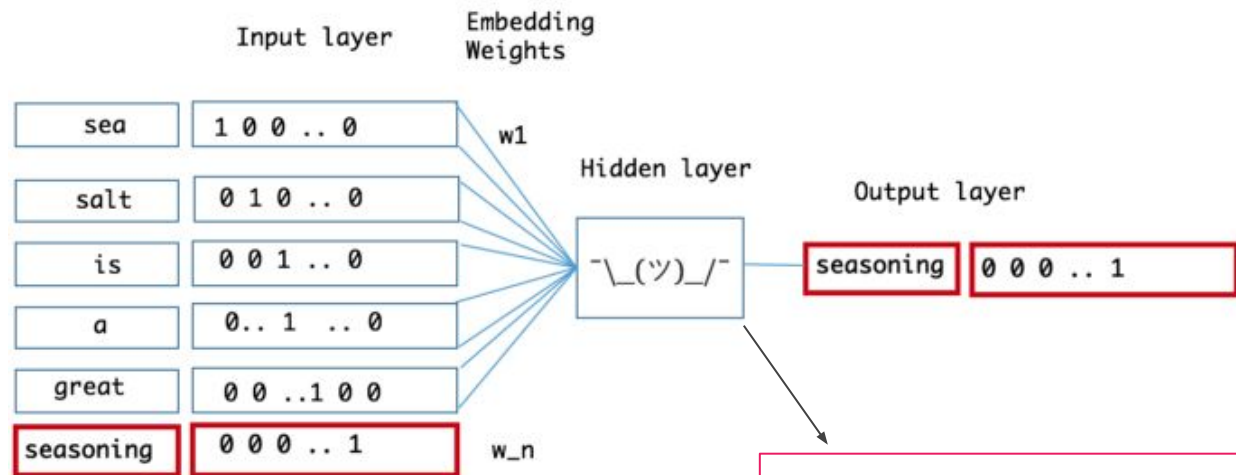 Input layer
Embedding
Weights
sea 1 0 0 .. 0 w1
salt 0 1 0 .. 0
is 0 0 1 .. 0
a 0.. 1 .. 0
great 0 0 ..1 0 0
seasoning 0 0 0 .. 1 w_n
Hidden layer
¯\_(ツ)_/¯
Output layer
seasoning 0 0 0 .. 1